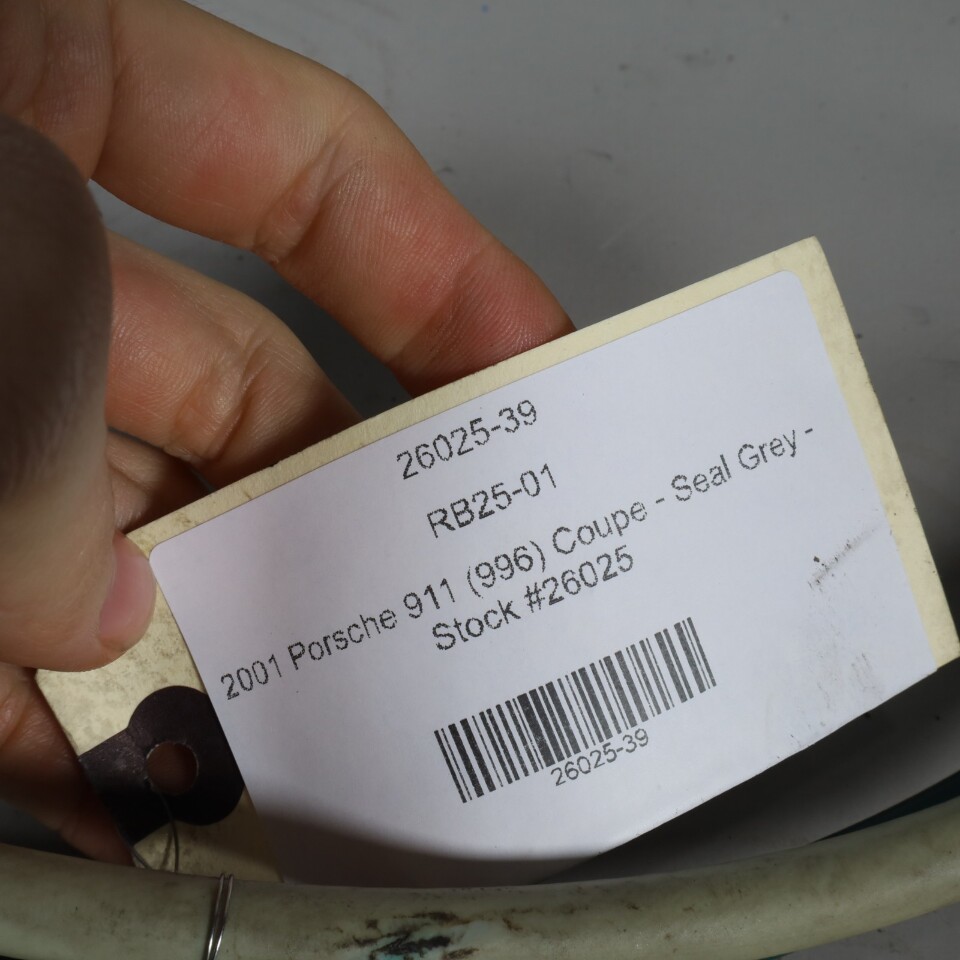 26025-39
RB25-01
2001 Porsche 911 (996) Coupe - Seal Grey -
Stock #26025
26025-39